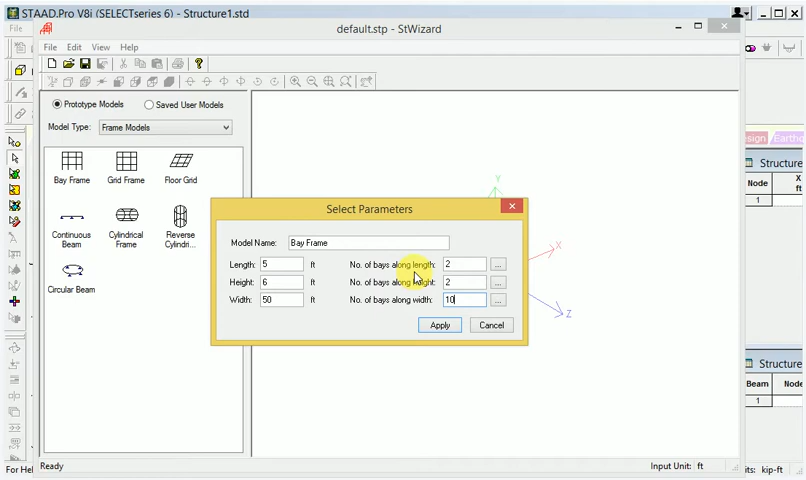 STAAD.Pro V8i (SELECTseries 6) - Structure1.std
File
default.stp - StWizard
File Edit View Help
Prototype Models Saved User Models
Model Type: Frame Models
Bay Frame Grid Frame Floor Grid
Continuous Beam
Cylindrical Frame
Reverse Cylindri...
Circular Beam
Select Parameters
Model Name: Bay Frame
Length: 5 ft No. of bays along length: 2 ...
Height: 6 ft No. of bays along height: 2 ...
Width: 50 ft No. of bays along width: 10 ...
Apply Cancel
Y
X
Z
esign Earthq
Structure
Node X
ft
1
Structure
Beam
1
Ready Input Unit: ft
For Hel its: kip-ft